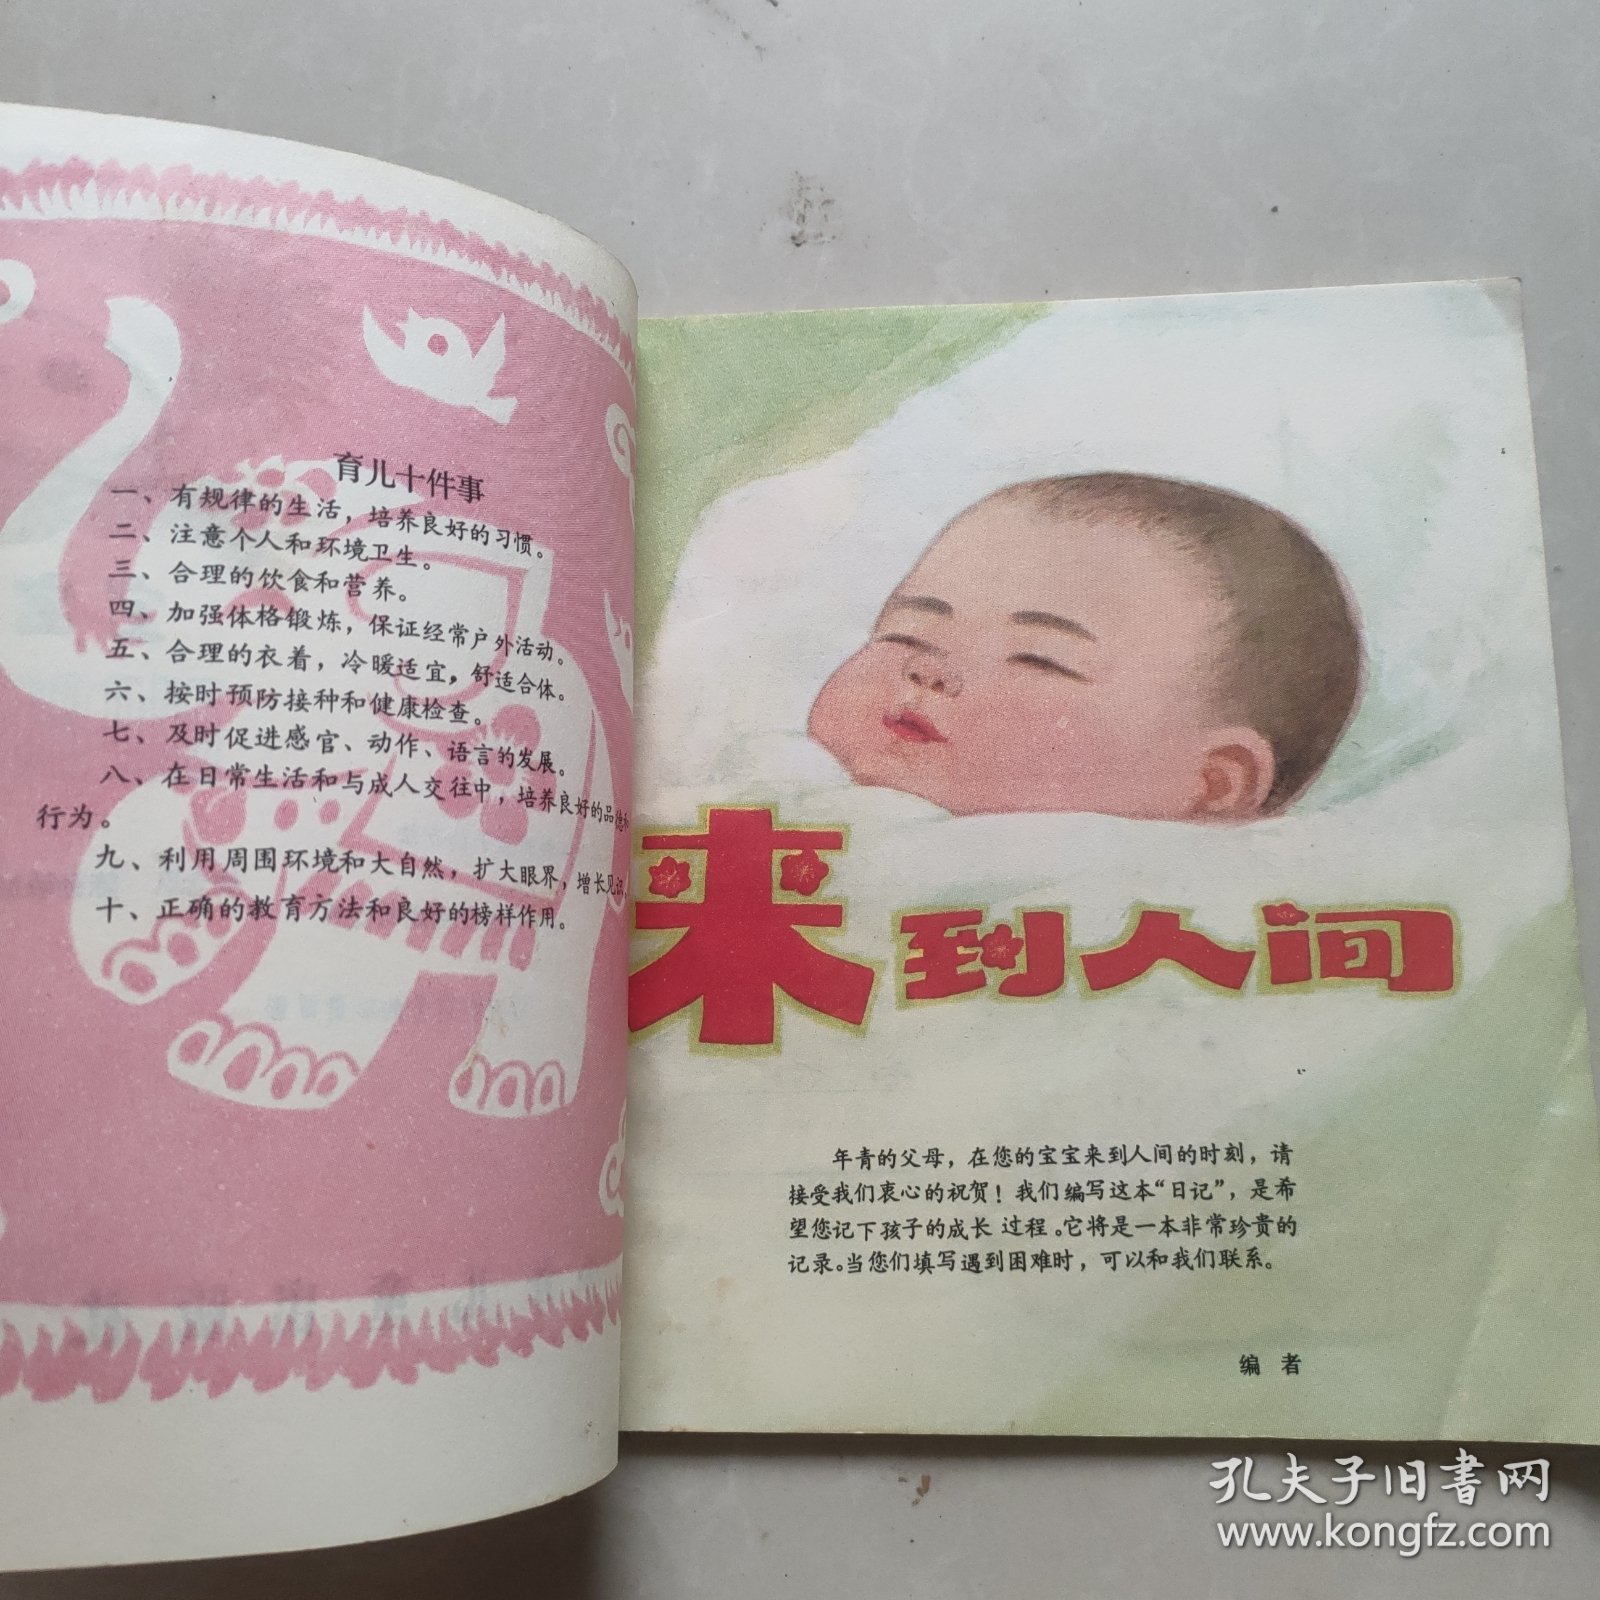 育儿十件事
一、有规律的生活，培养良好的习惯。
二、注意个人和环境卫生。
三、合理的饮食和营养。
四、加强体格锻炼，保证经常户外活动。
五、合理的衣着，冷暖适宜，舒适合体。
六、按时预防接种和健康检查。
七、及时促进感官、动作、语言的发展。
八、在日常生活和与成人交往中，培养良好的品德和
行为。
九、利用周围环境和大自然，扩大眼界，增长见识。
十、正确的教育方法和良好的榜样作用。
来到人间
年青的父母，在您的宝宝来到人间的时刻，请
接受我们衷心的祝贺！我们编写这本“日记”，是希
望您记下孩子的成长过程。它将是一本非常珍贵的
记录。当您们填写遇到困难时，可以和我们联系。
编者
孔夫子旧书网
www.kongfz.com